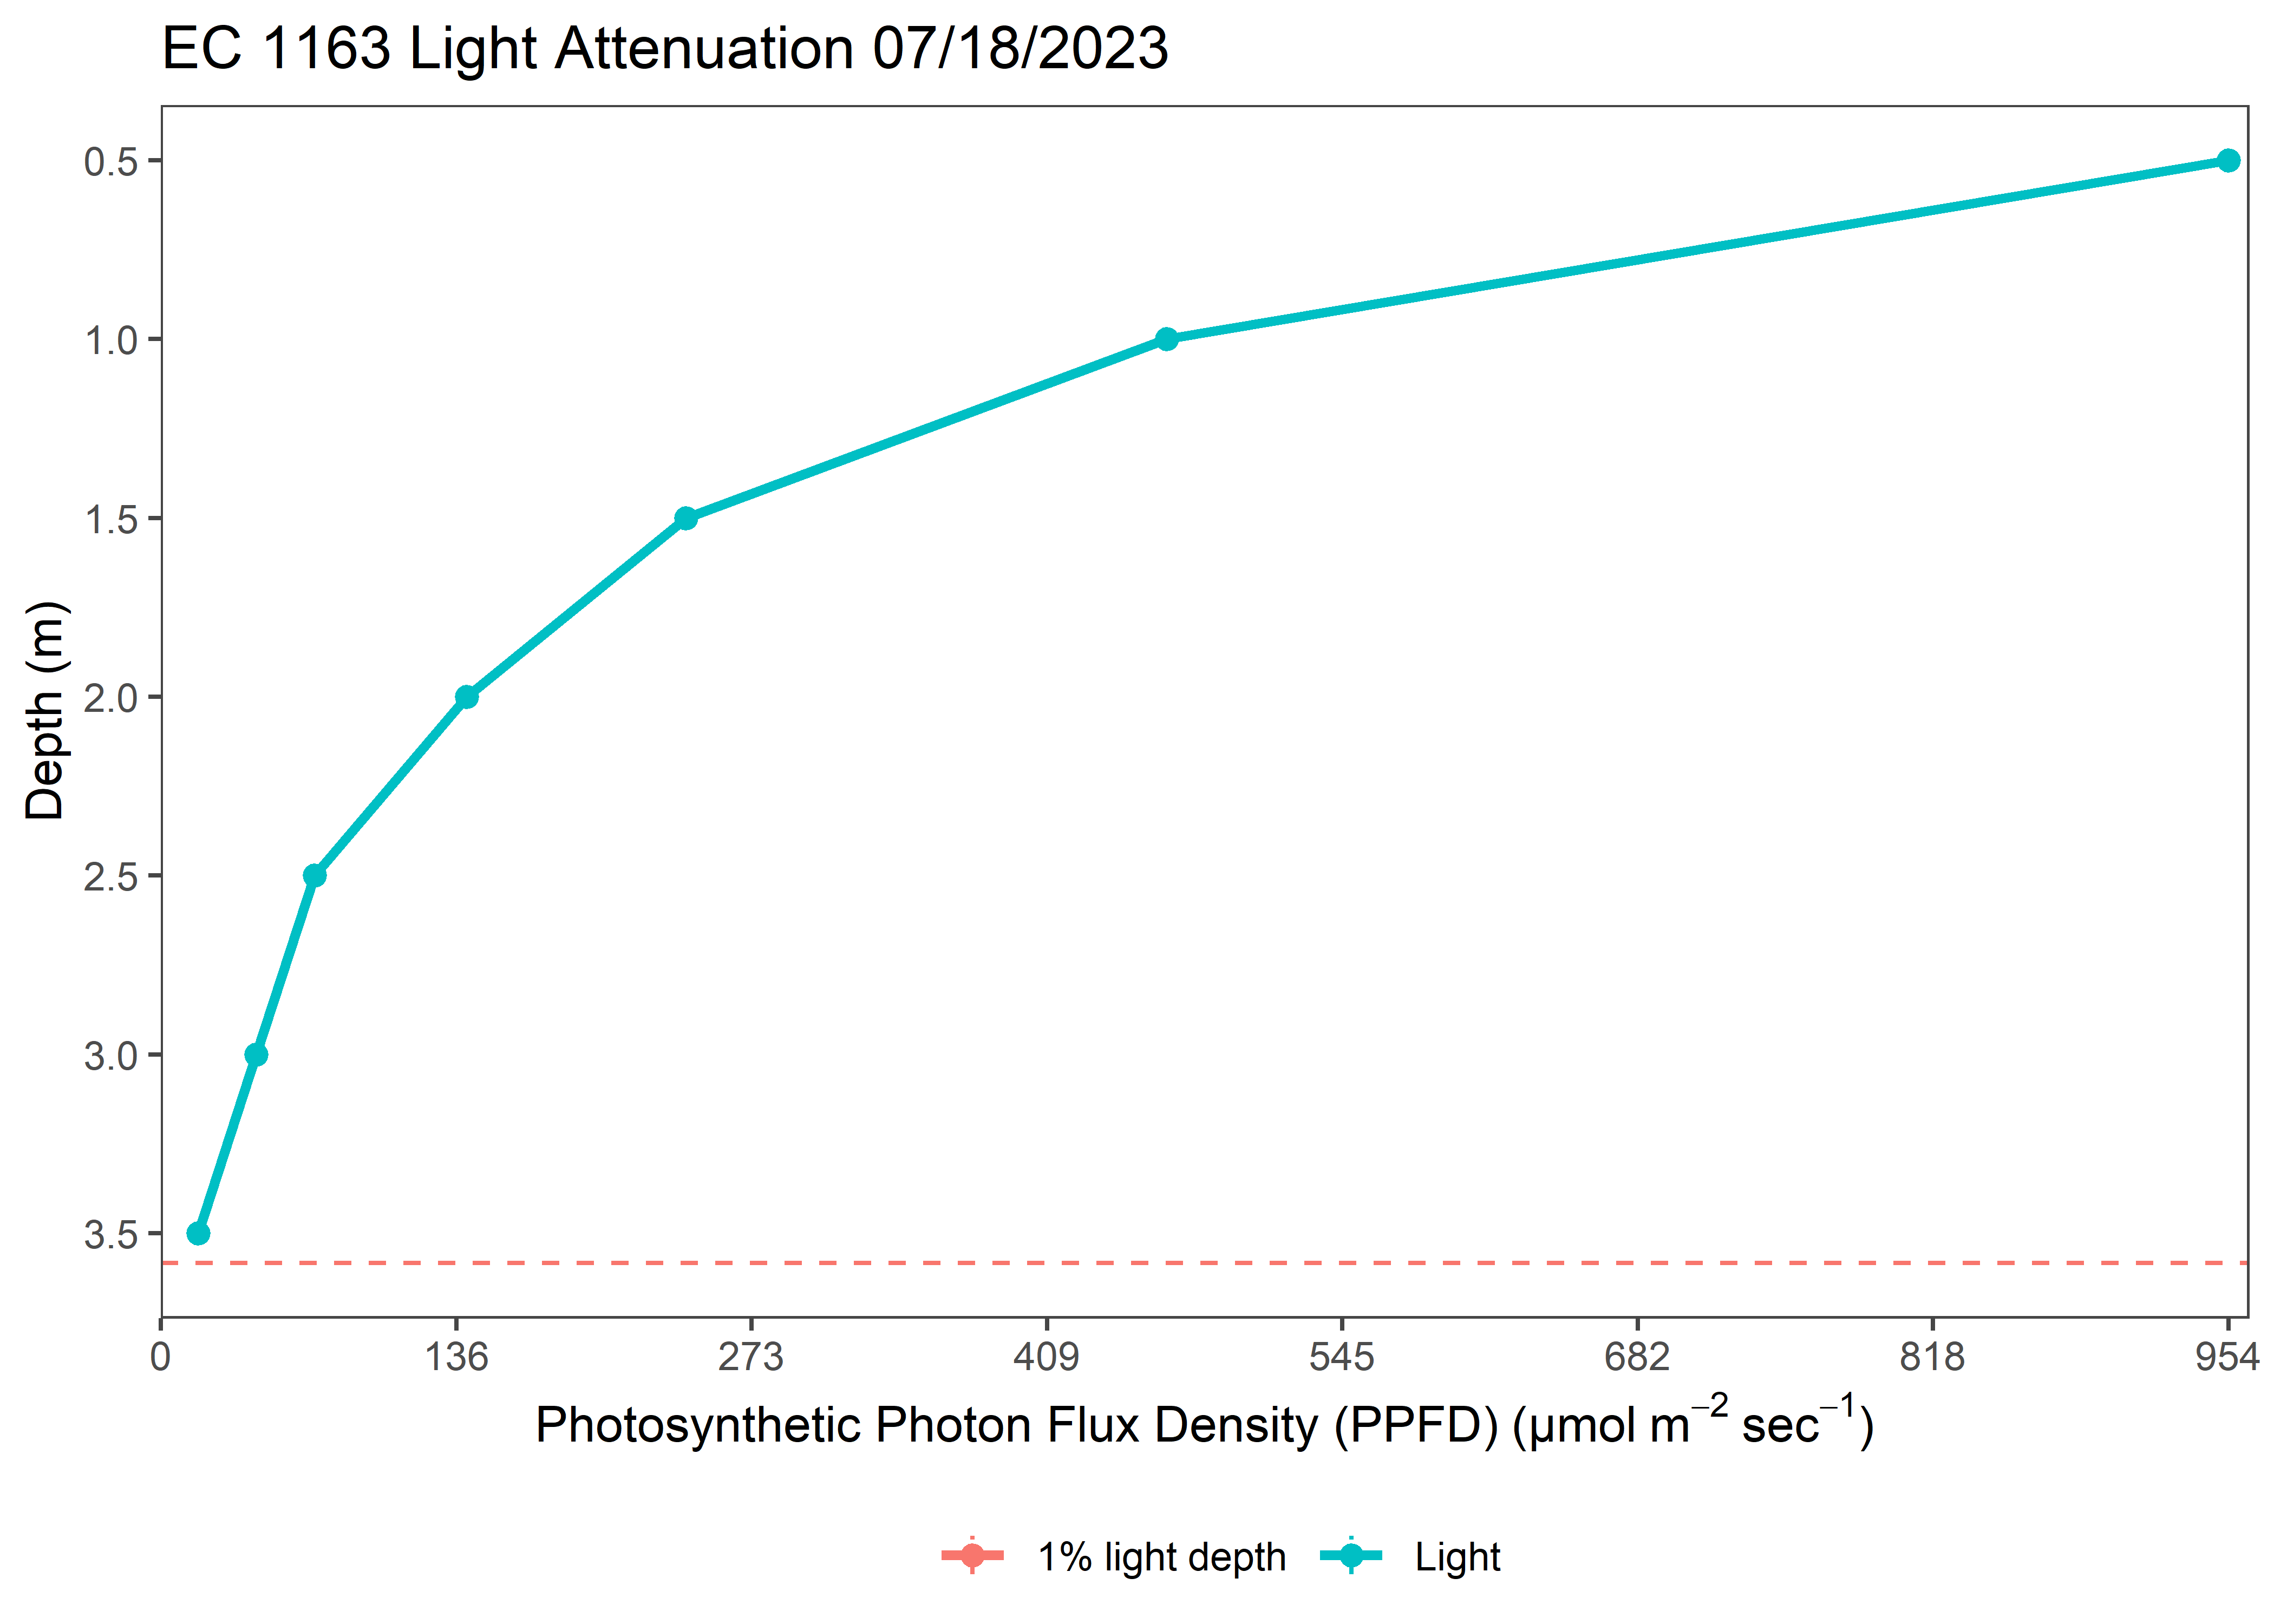 EC 1163 Light Attenuation 07/18/2023
Depth (m)
0.5
1.0
1.5
2.0
2.5
3.0
3.5
0 136 273 409 545 682 818 954
Photosynthetic Photon Flux Density (PPFD) (µmol m⁻² sec⁻¹)
1% light depth Light